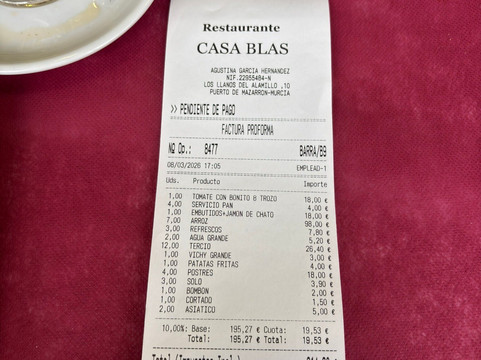 Restaurante
CASA BLAS
AGUSTINA GARCIA HERNANDEZ
NIF.22955484-N
LOS LLANOS DEL ALAMILLO ,10
PUERTO DE MAZARRON-MURCIA
>> PENDIENTE DE PAGO
FACTURA PROFORMA
Nº Op.: 8477 BARRA/B9
08/03/2026 17:05 EMPLEAD-1
Uds. Producto Importe
1,00 TOMATE CON BONITO B TROZO 18,00 €
4,00 SERVICIO PAN 4,00 €
1,00 EMBUTIDOS+JAMON DE CHATO 18,00 €
7,00 ARROZ 98,00 €
3,00 REFRESCOS 7,80 €
2,00 AGUA GRANDE 5,20 €
12,00 TERCIO 26,40 €
1,00 VICHY GRANDE 3,00 €
1,00 PATATAS FRITAS 4,00 €
4,00 POSTRES 18,00 €
3,00 SOLO 3,90 €
1,00 BOMBON 2,00 €
1,00 CORTADO 1,50 €
2,00 ASIATICO 5,00 €
10,00%: Base: 195,27 € Cuota: 19,53 €
Total: 195,27 € Total: 19,53 €